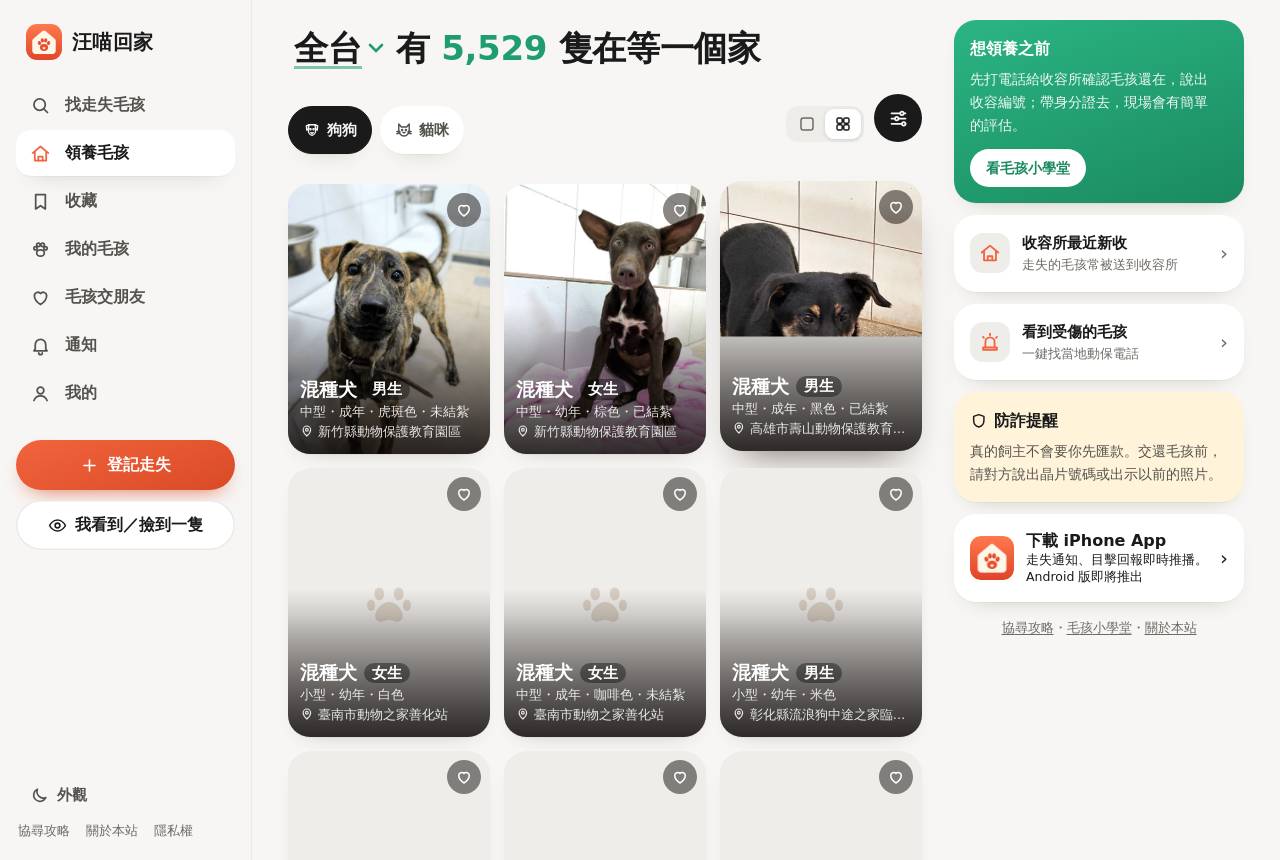 汪喵回家
找走失毛孩
領養毛孩
收藏
我的毛孩
毛孩交朋友
通知
我的
登記走失
我看到／撿到一隻
外觀
協尋攻略 關於本站 隱私權
全台 有 5,529 隻在等一個家
狗狗 貓咪
混種犬 男生
中型・成年・虎斑色・未結紮
新竹縣動物保護教育園區
混種犬 女生
中型・幼年・棕色・已結紮
新竹縣動物保護教育園區
混種犬 男生
中型・成年・黑色・已結紮
高雄市壽山動物保護教育…
混種犬 女生
小型・幼年・白色
臺南市動物之家善化站
混種犬 女生
中型・成年・咖啡色・未結紮
臺南市動物之家善化站
混種犬 男生
小型・幼年・米色
彰化縣流浪狗中途之家臨…
想領養之前
先打電話給收容所確認毛孩還在，說出
收容編號；帶身分證去，現場會有簡單
的評估。
看毛孩小學堂
收容所最近新收
走失的毛孩常被送到收容所
看到受傷的毛孩
一鍵找當地動保電話
防詐提醒
真的飼主不會要你先匯款。交還毛孩前，
請對方說出晶片號碼或出示以前的照片。
下載 iPhone App
走失通知、目擊回報即時推播。
Android 版即將推出
協尋攻略・毛孩小學堂・關於本站